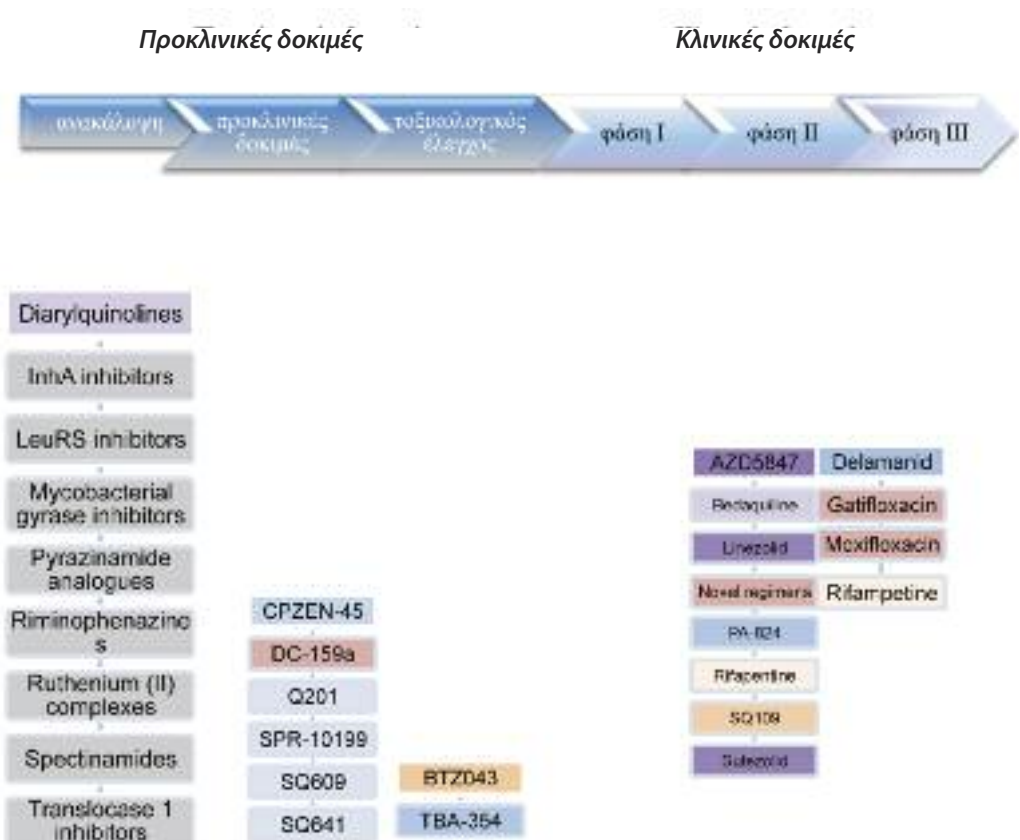 Προκλινικές δοκιμές
Κλινικές δοκιμές
ανακάλυψη
προκλινικές
δοκιμές
τοξικολογικός
έλεγχος
φάση I
φάση II
φάση III
Diarylquinolines
InhA inhibitors
LeuRS inhibitors
Mycobacterial
gyrase inhibitors
Pyrazinamide
analogues
Riminophenazine
s
Ruthenium (II)
complexes
Spectinamides
Translocase 1
inhibitors
CPZEN-45
DC-159a
Q201
SPR-10199
SQ609
SQ641
BTZ043
TBA-354
AZD5847
Bedaquiline
Linezolid
Novel regimens
PA-824
Rifapentine
SQ109
Sutezolid
Delamanid
Gatifloxacin
Moxifloxacin
Rifampetine